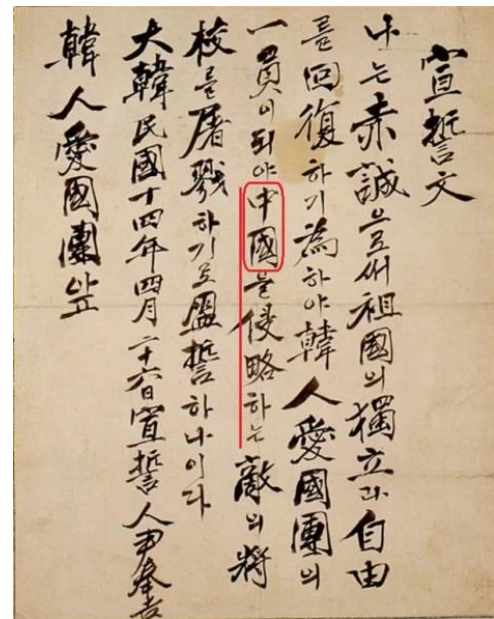 宣誓文
나는赤誠으로써祖國의獨立과自由
를回復하기爲하야韓人愛國團의
一員이되야中國을侵略하는敵의將
校를屠戮하기로盟誓하나이다
大韓民國十四年四月二十六日宣誓人尹奉吉
韓人愛國團앞